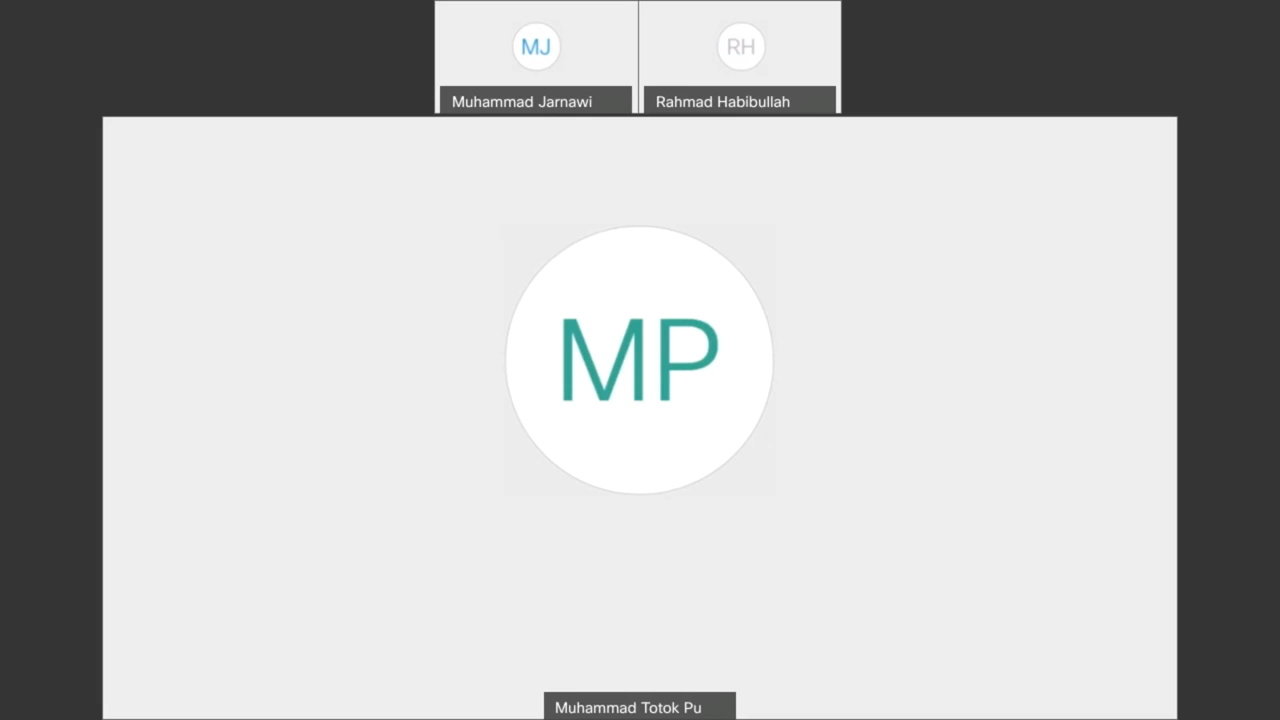 MJ
RH
Muhammad Jarnawi
Rahmad Habibullah
MP
Muhammad Totok Pu